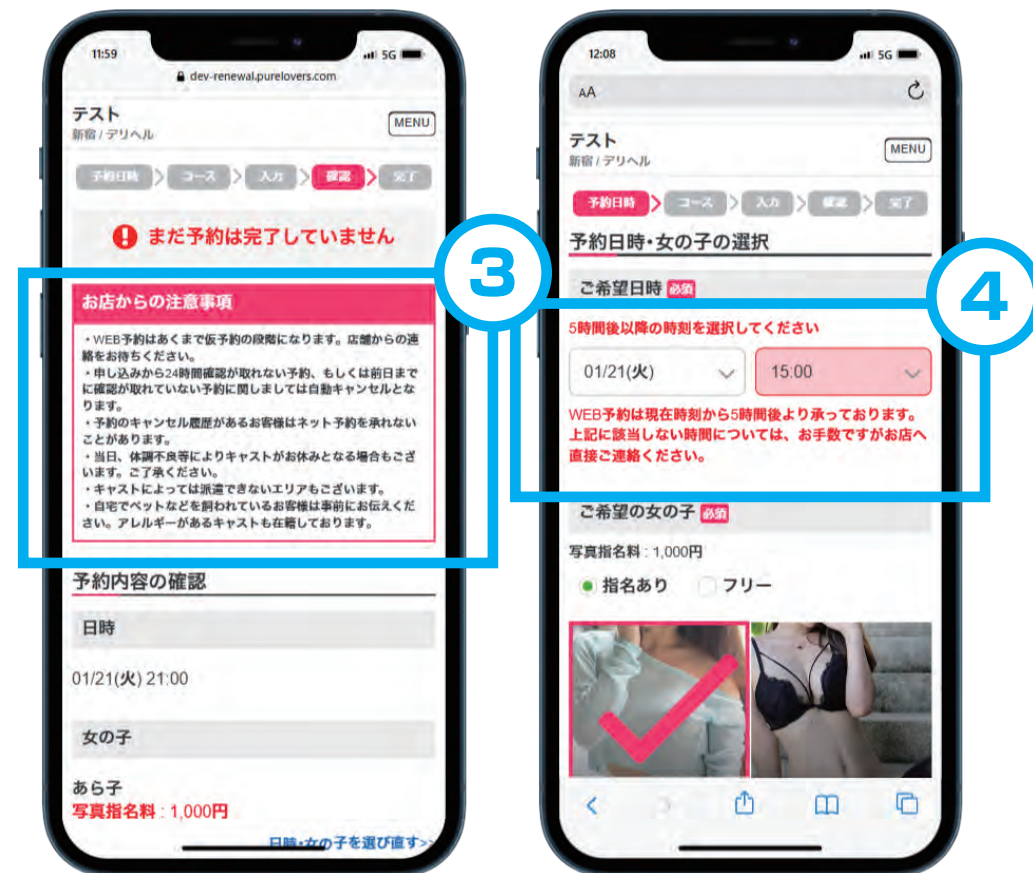 11:59
5G
dev-renewal.purelovers.com
テスト
新宿 / デリヘル
MENU
予約日時
コース
入力
確認
完了
まだ予約は完了していません
お店からの注意事項
・WEB予約はあくまで仮予約の段階になります。店舗からの連
絡をお待ちください。
・申し込みから24時間確認が取れない予約、もしくは前日まで
に確認が取れていない予約に関しましては自動キャンセルとな
ります。
・予約のキャンセル履歴があるお客様はネット予約を承れない
ことがあります。
・当日、体調不良等によりキャストがお休みとなる場合もござ
います。ご了承ください。
・キャストによっては派遣できないエリアもございます。
・自宅でペットなどを飼われているお客様は事前にお伝えくだ
さい。アレルギーがあるキャストも在籍しております。
3
予約内容の確認
日時
01/21(火) 21:00
女の子
あら子
写真指名料 : 1,000円
日時・女の子を選び直す>>
12:08
5G
AA
テスト
新宿 / デリヘル
MENU
予約日時
コース
入力
確認
完了
予約日時・女の子の選択
ご希望日時 必須
4
5時間後以降の時刻を選択してください
01/21(火)
15:00
WEB予約は現在時刻から5時間後より承っております。
上記に該当しない時間については、お手数ですがお店へ
直接ご連絡ください。
ご希望の女の子 必須
写真指名料 : 1,000円
指名あり
フリー